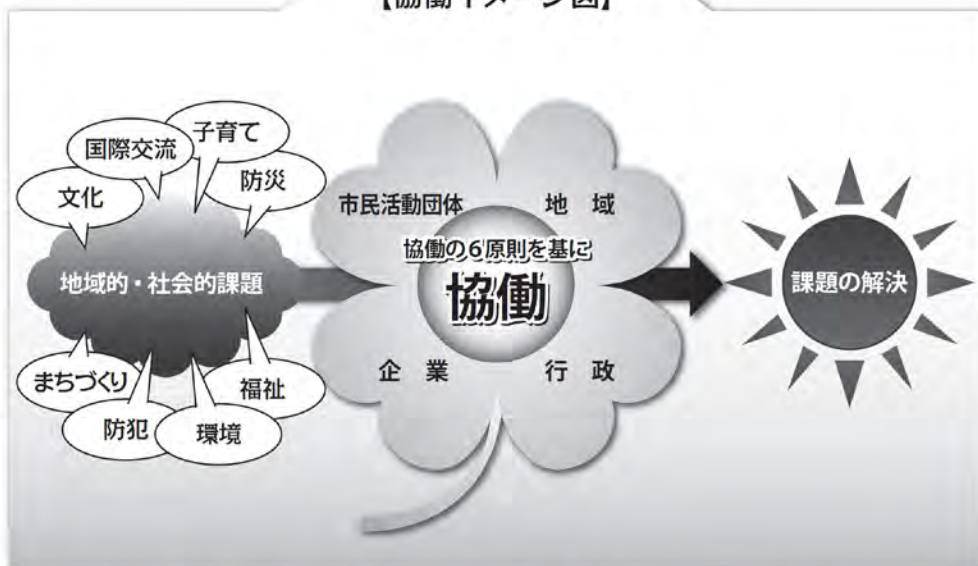 【協働イメージ図】
子育て
国際交流
防災
文化
地域的・社会的課題
まちづくり
福祉
防犯
環境
市民活動団体
地 域
協働の6原則を基に
協働
企 業
行 政
課題の解決